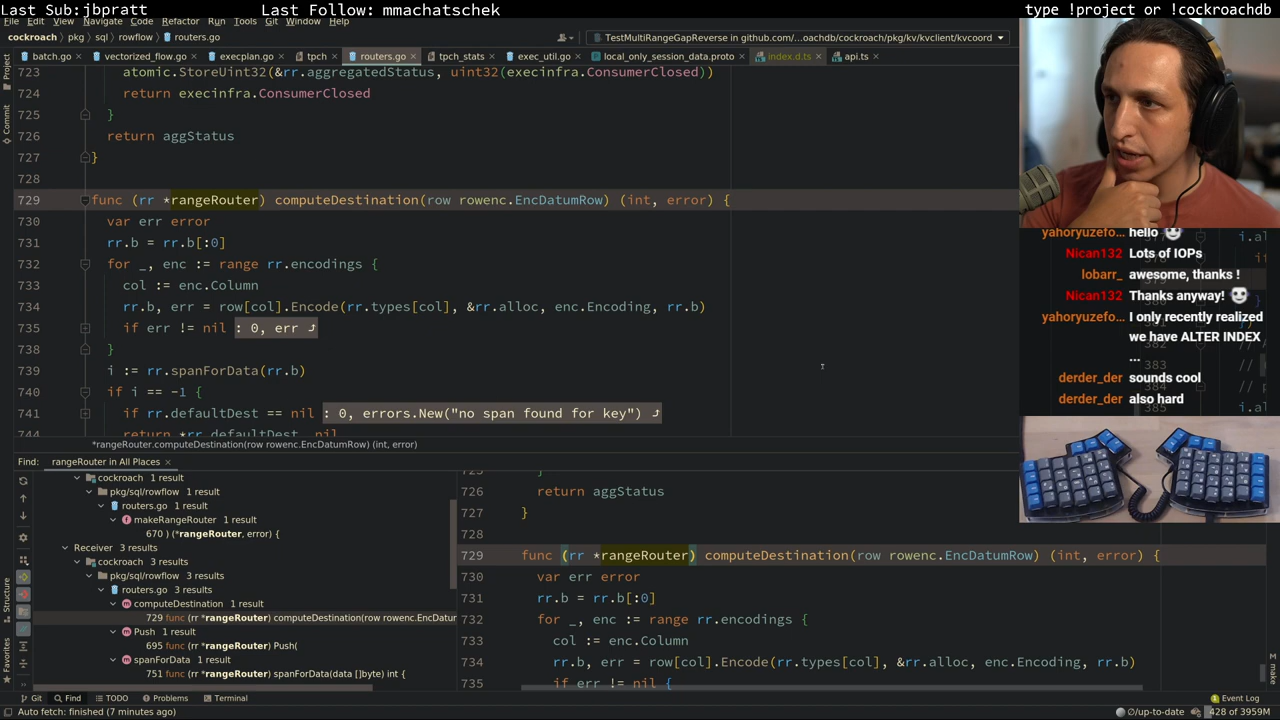 Last Sub:jbpratt
Last Follow: mmachatschek
type !project or !cockroachdb
File Edit View Navigate Code Refactor Run Tools Git Window Help
cockroach pkg sql rowflow routers.go
TestMultiRangeGapReverse in github.com/...oachdb/cockroach/pkg/kv/kvclient/kvcoord
batch.go vectorized_flow.go execplan.go tpch routers.go tpch_stats exec_util.go local_only_session_data.proto index.d.ts api.ts
Project
Commit
723 atomic.StoreUint32(&rr.aggregatedStatus, uint32(execinfra.ConsumerClosed))
724 return execinfra.ConsumerClosed
725 }
726 return aggStatus
727 }
728
729 func (rr *rangeRouter) computeDestination(row rowenc.EncDatumRow) (int, error) {
730 var err error
731 rr.b = rr.b[:0]
732 for _, enc := range rr.encodings {
733 col := enc.Column
734 rr.b, err = row[col].Encode(rr.types[col], &rr.alloc, enc.Encoding, rr.b)
735 if err != nil : 0, err ⤴
738 }
739 i := rr.spanForData(rr.b)
740 if i == -1 {
741 if rr.defaultDest == nil : 0, errors.New("no span found for key") ⤴
744 return *rr.defaultDest, nil
*rangeRouter.computeDestination(row rowenc.EncDatumRow) (int, error)
yahoryuzefo... hello
Nican132 Lots of IOPs
lobarr_ awesome, thanks !
Nican132 Thanks anyway!
yahoryuzefo... I only recently realized
we have ALTER INDEX
...
derder_der sounds cool
derder_der also hard
Find: rangeRouter in All Places
cockroach 1 result
pkg/sql/rowflow 1 result
routers.go 1 result
makeRangeRouter 1 result
670 ) (*rangeRouter, error) {
Receiver 3 results
cockroach 3 results
pkg/sql/rowflow 3 results
routers.go 3 results
computeDestination 1 result
729 func (rr *rangeRouter) computeDestination(row rowenc.EncDatur
Push 1 result
695 func (rr *rangeRouter) Push(
spanForData 1 result
751 func (rr *rangeRouter) spanForData(data []byte) int {
Structure
Favorites
725 }
726 return aggStatus
727 }
728
729 func (rr *rangeRouter) computeDestination(row rowenc.EncDatumRow) (int, error) {
730 var err error
731 rr.b = rr.b[:0]
732 for _, enc := range rr.encodings {
733 col := enc.Column
734 rr.b, err = row[col].Encode(rr.types[col], &rr.alloc, enc.Encoding, rr.b)
735 if err != nil {
make
Git Find TODO Problems Terminal
Event Log
Auto fetch: finished (7 minutes ago)
∅/up-to-date
428 of 3959M